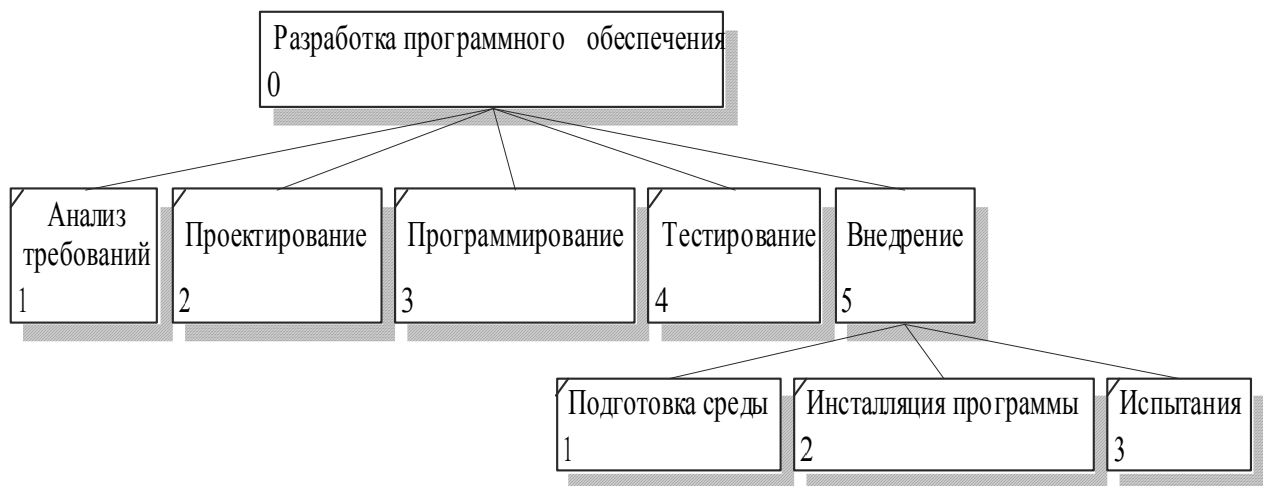 Разработка программного обеспечения
0
Анализ
требований
1
Проектирование
2
Программирование
3
Тестирование
4
Внедрение
5
Подготовка среды
1
Инсталляция программы
2
Испытания
3